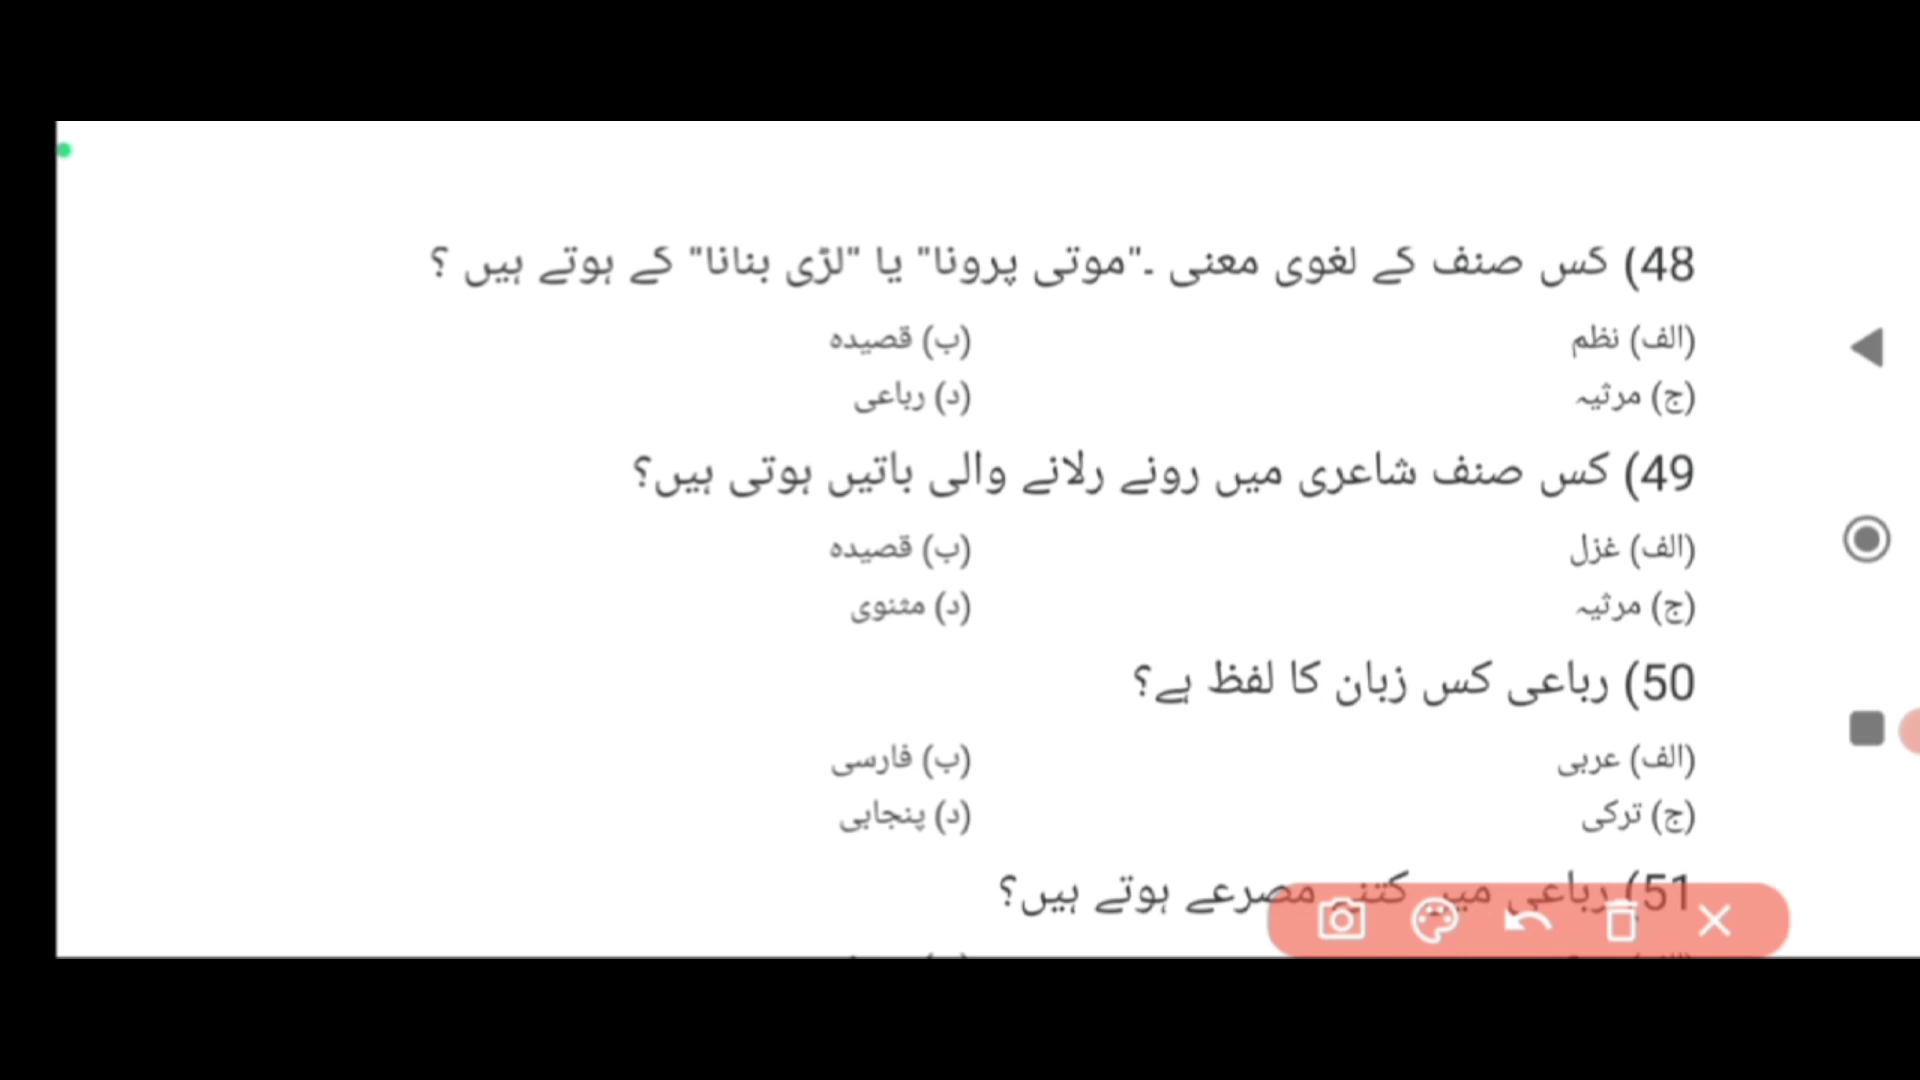 48) کس صنف کے لغوی معنی ۔"موتی پرونا" یا "لڑی بنانا" کے ہوتے ہیں ؟
(الف) نظم (ب) قصیدہ
(ج) مرثیہ (د) رباعی
49) کس صنف شاعری میں رونے رلانے والی باتیں ہوتی ہیں؟
(الف) غزل (ب) قصیدہ
(ج) مرثیہ (د) مثنوی
50) رباعی کس زبان کا لفظ ہے؟
(الف) عربی (ب) فارسی
(ج) ترکی (د) پنجابی
51) رباعی میں کتنے مصرعے ہوتے ہیں؟